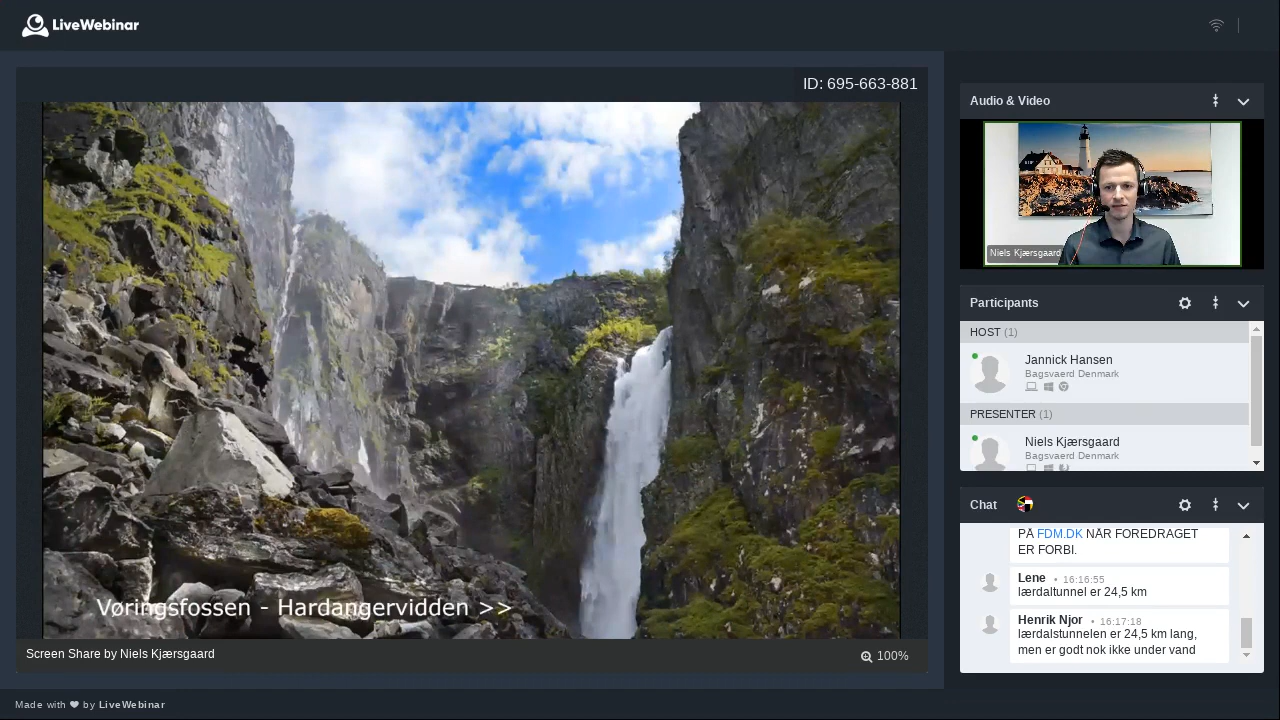 LiveWebinar
ID: 695-663-881
Vøringsfossen - Hardangervidden >>
Screen Share by Niels Kjærsgaard
100%
Made with ❤ by LiveWebinar
Audio & Video
Niels Kjærsgaard
Participants
HOST (1)
Jannick Hansen
Bagsvaerd Denmark
PRESENTER (1)
Niels Kjærsgaard
Bagsvaerd Denmark
Chat
PÅ FDM.DK NÅR FOREDRAGET
ER FORBI.
Lene • 16:16:55
lærdaltunnel er 24,5 km
Henrik Njor • 16:17:18
lærdalstunnelen er 24,5 km lang,
men er godt nok ikke under vand